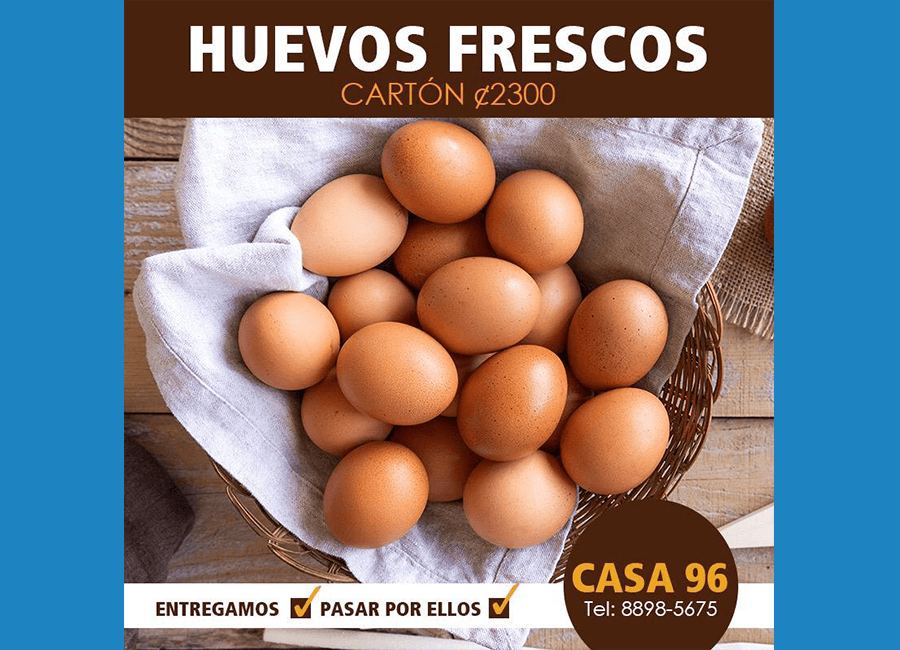 HUEVOS FRESCOS
CARTÓN ¢2300
ENTREGAMOS PASAR POR ELLOS
CASA 96
Tel: 8898-5675